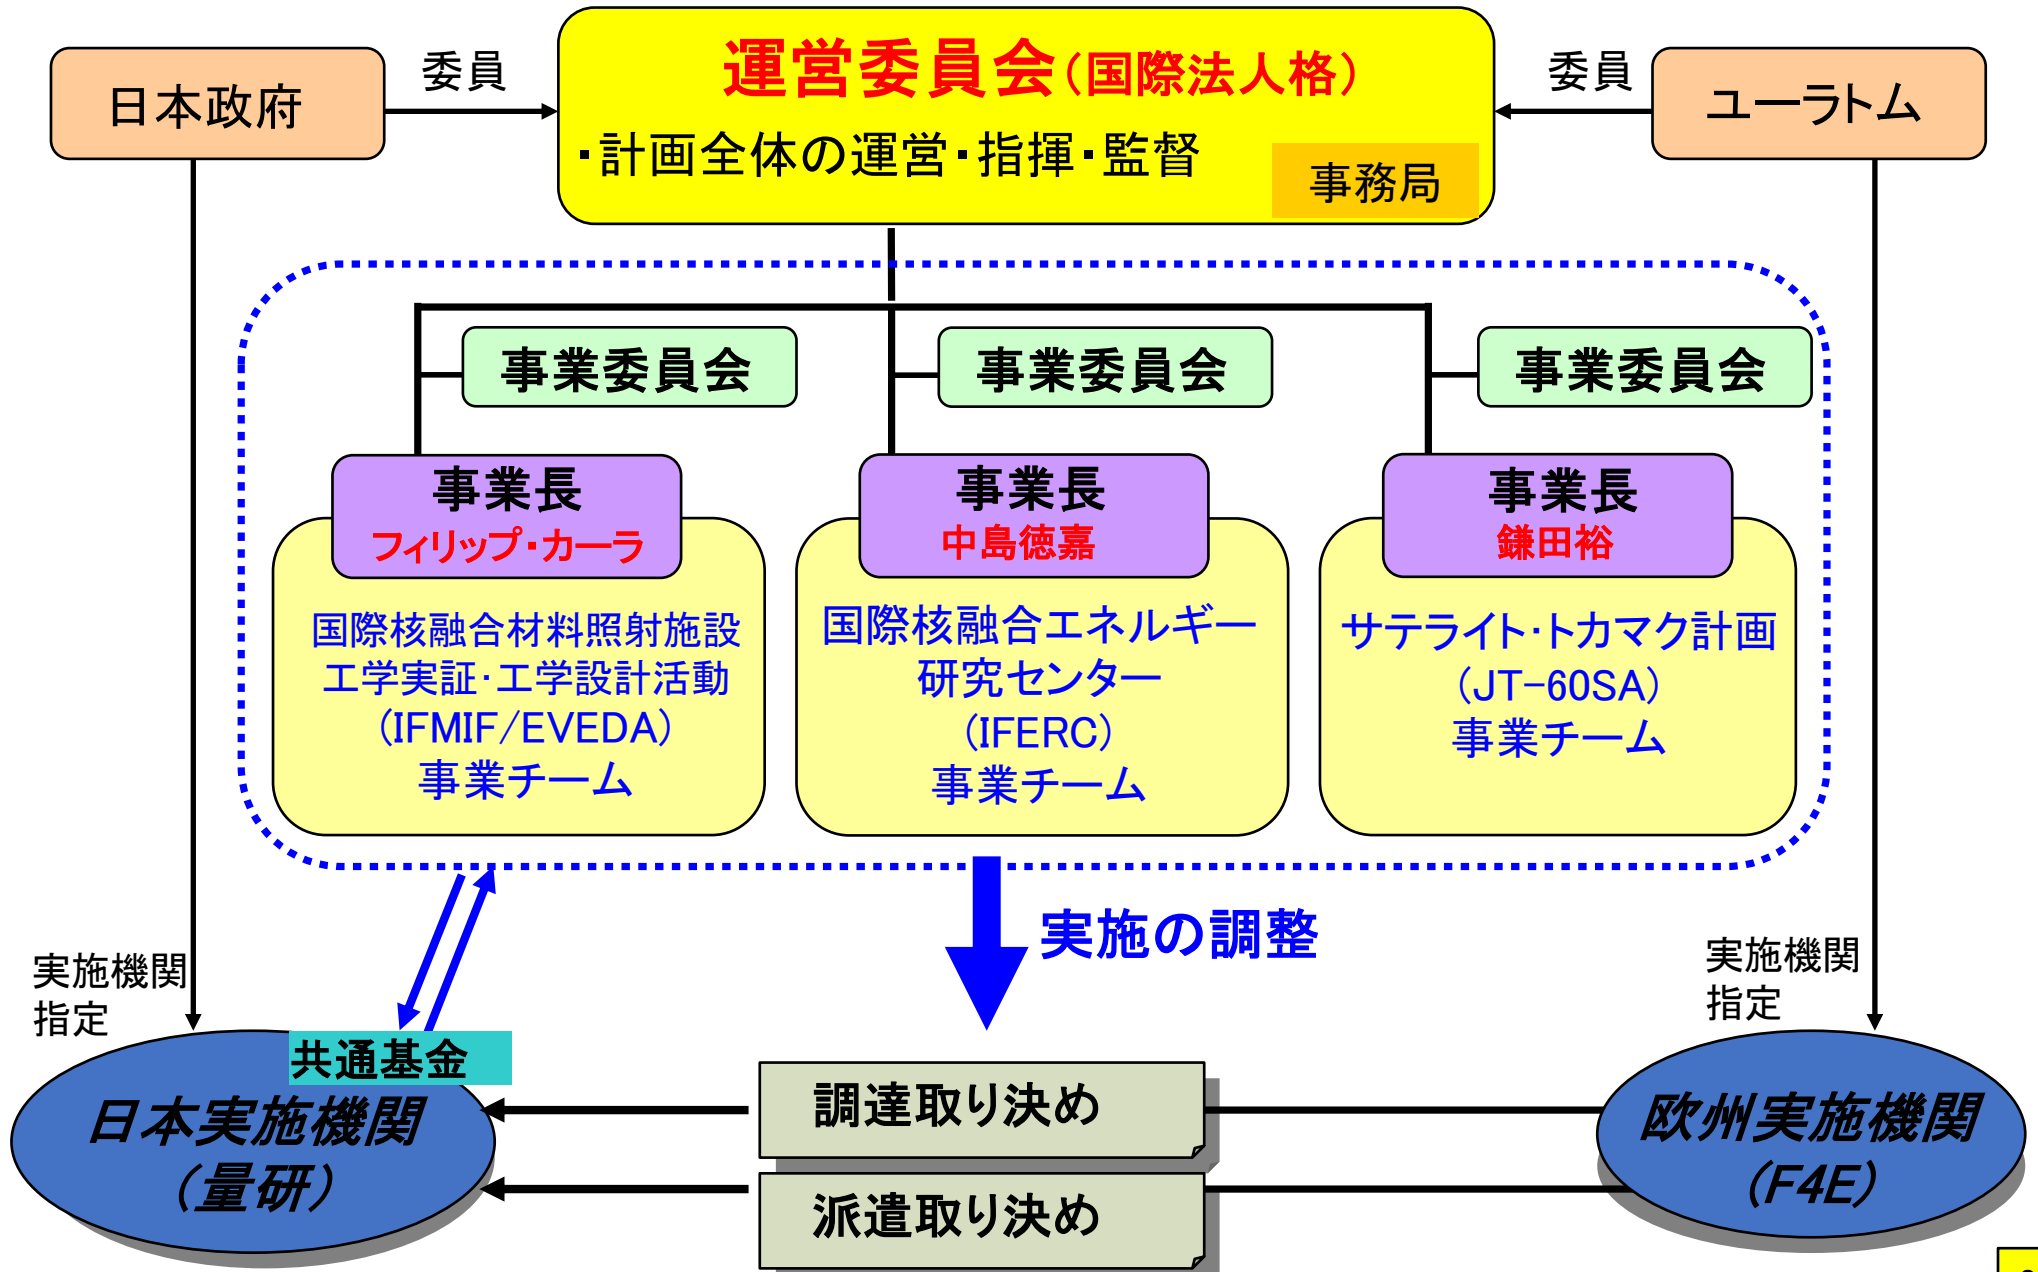 運営委員会（国際法人格）
・計画全体の運営・指揮・監督
事務局
日本政府
委員
委員
ユーラトム
事業委員会
事業委員会
事業委員会
事業長
フィリップ・カーラ
国際核融合材料照射施設
工学実証・工学設計活動
(IFMIF/EVEDA)
事業チーム
事業長
中島徳嘉
国際核融合エネルギー
研究センター
(IFERC)
事業チーム
事業長
鎌田裕
サテライト・トカマク計画
(JT-60SA)
事業チーム
実施の調整
実施機関
指定
実施機関
指定
共通基金
日本実施機関
（量研）
調達取り決め
派遣取り決め
欧州実施機関
（F4E）